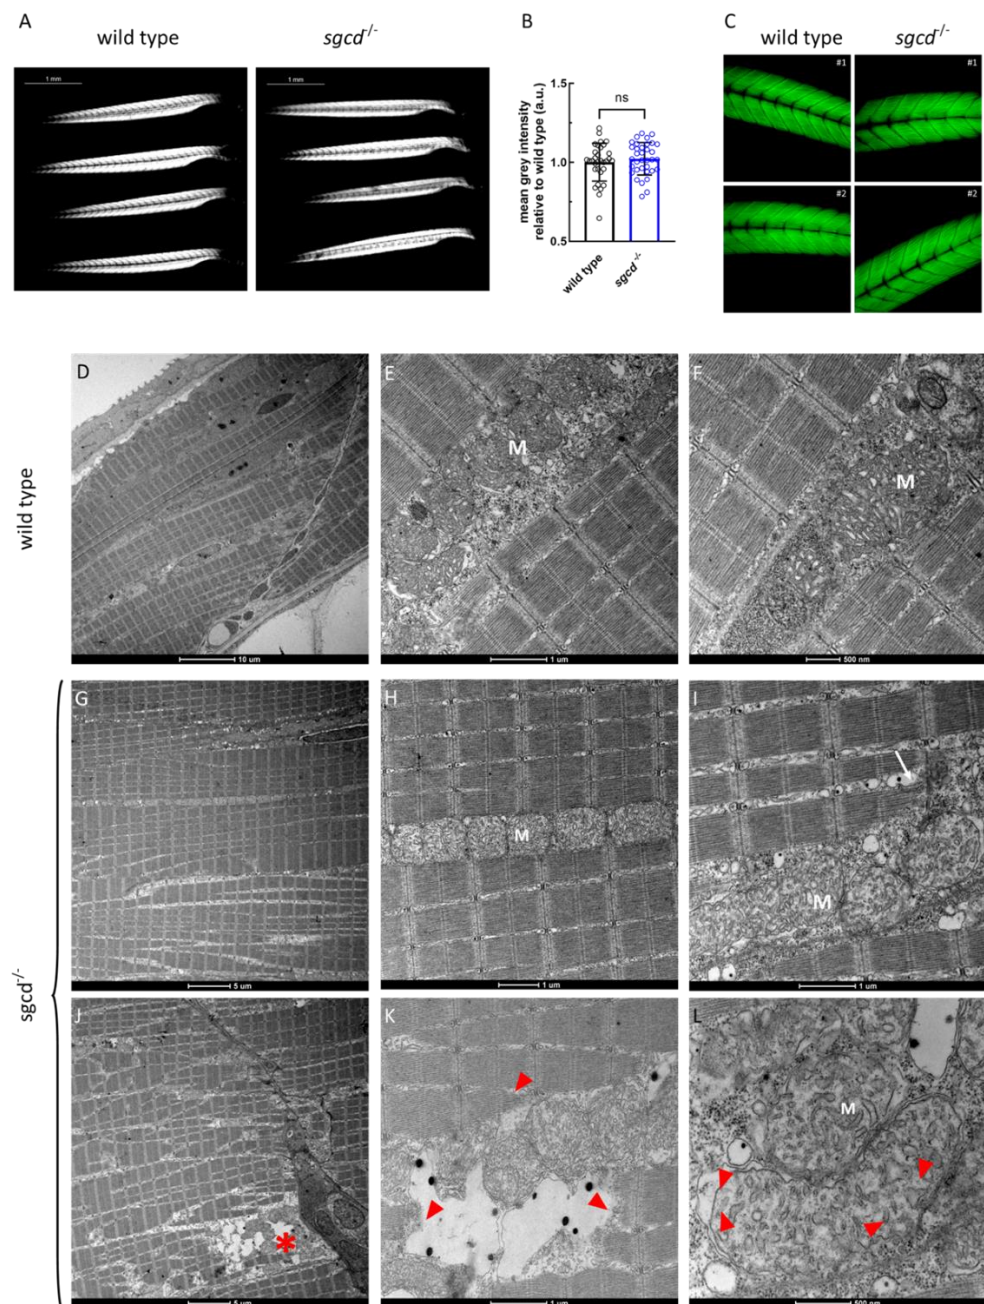 A
wild type
sgcd-/-
1 mm
1 mm
B
1.5
1.0
0.5
ns
mean grey intensity
relative to wild type (a.u.)
wild type
sgcd -/-
C
wild type
sgcd-/-
#1
#1
#2
#2
wild type
D
10 um
E
M
1 um
F
M
500 nm
sgcd-/-
G
5 um
H
M
1 um
I
M
1 um
J
*
5 um
K
1 um
L
M
500 nm